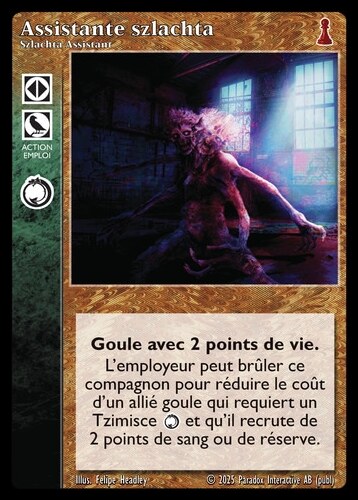 Assistante szlachta
Szlachta Assistant
ACTION
EMPLOI
Goule avec 2 points de vie.
L'employeur peut brûler ce
compagnon pour réduire le coût
d'un allié goule qui requiert un
Tzimisce et qu'il recrute de
2 points de sang ou de réserve.
Illus. Felipe Headley © 2025 Paradox Interactive AB (publ)